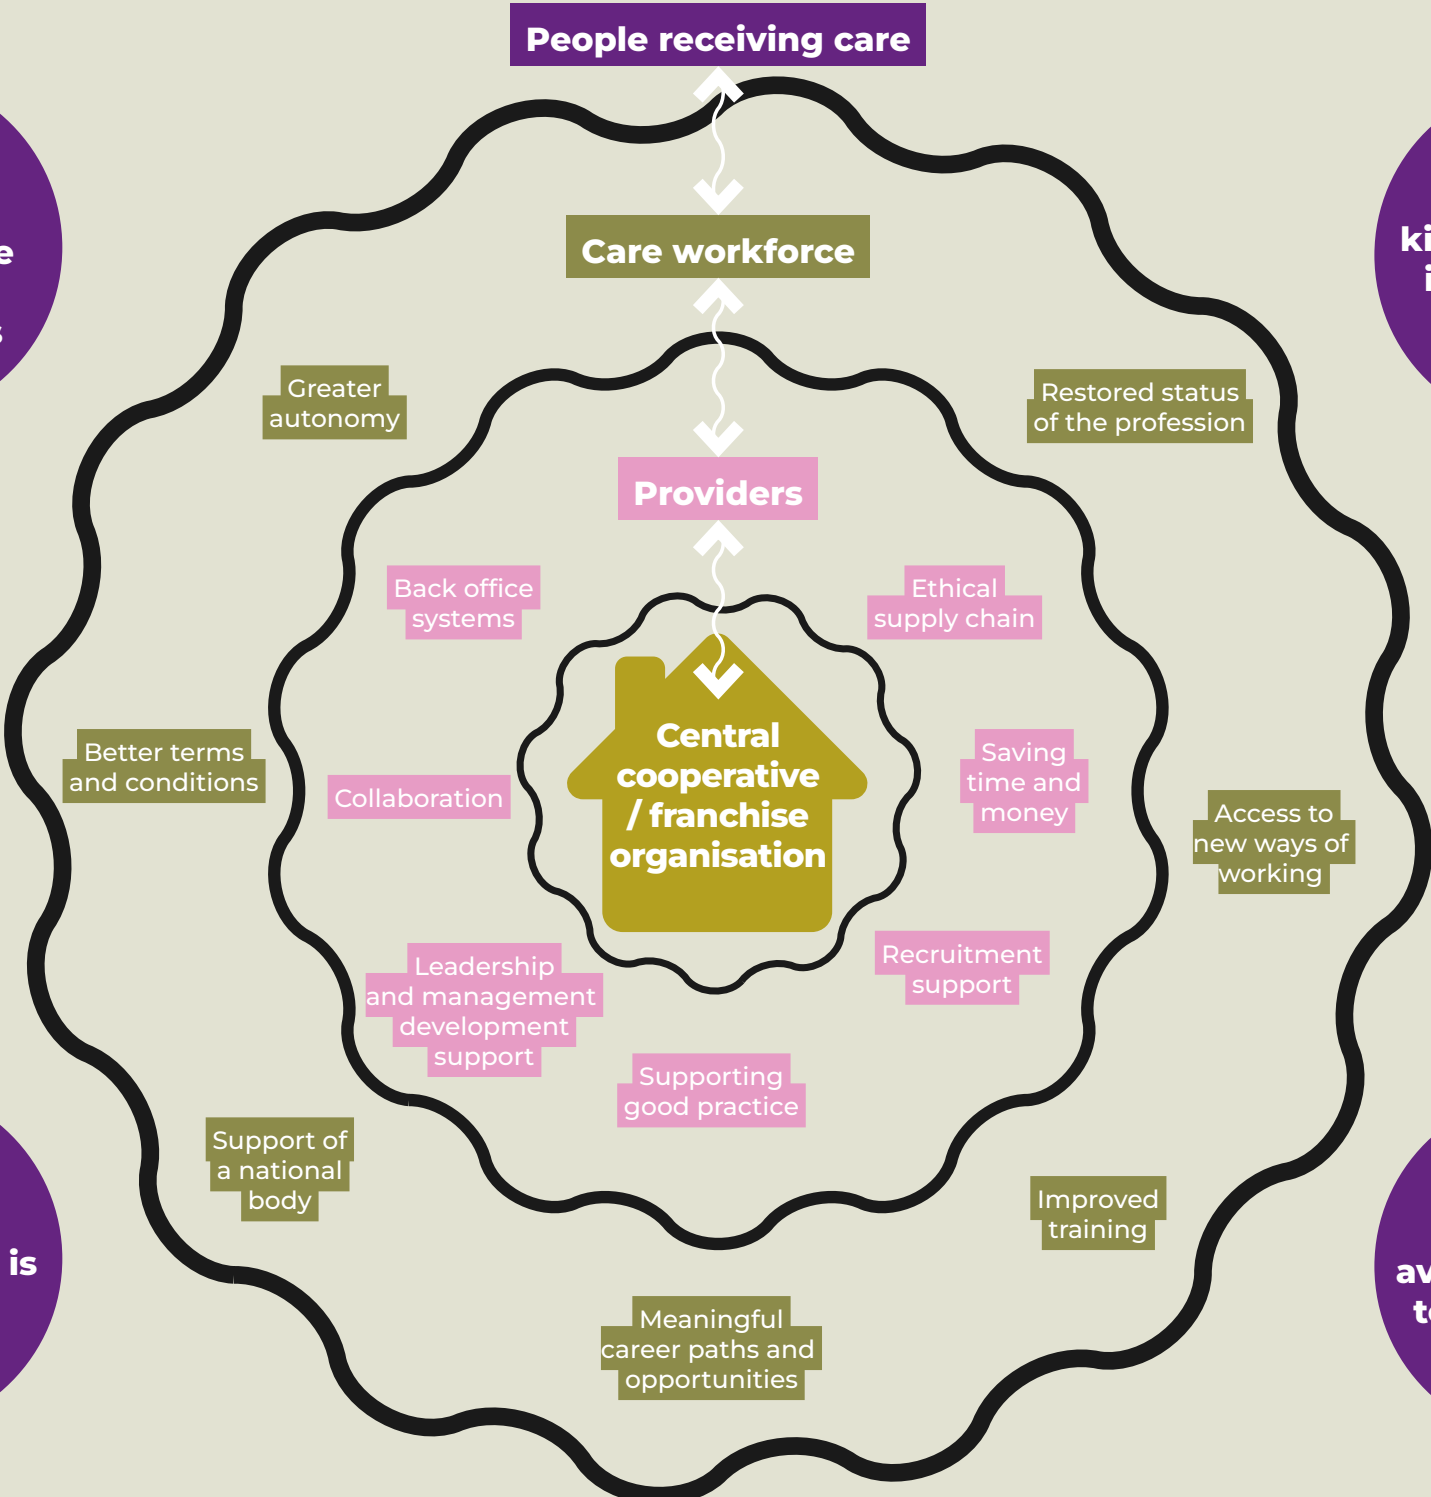 People receiving care
Care workforce
Greater
autonomy
Restored status
of the profession
Providers
Back office
systems
Ethical
supply chain
Central
cooperative
/ franchise
organisation
Better terms
and conditions
Collaboration
Saving
time and
money
Access to
new ways of
working
Leadership
and management
development
support
Recruitment
support
Supporting
good practice
Support of
a national
body
Improved
training
is
Meaningful
career paths and
opportunities